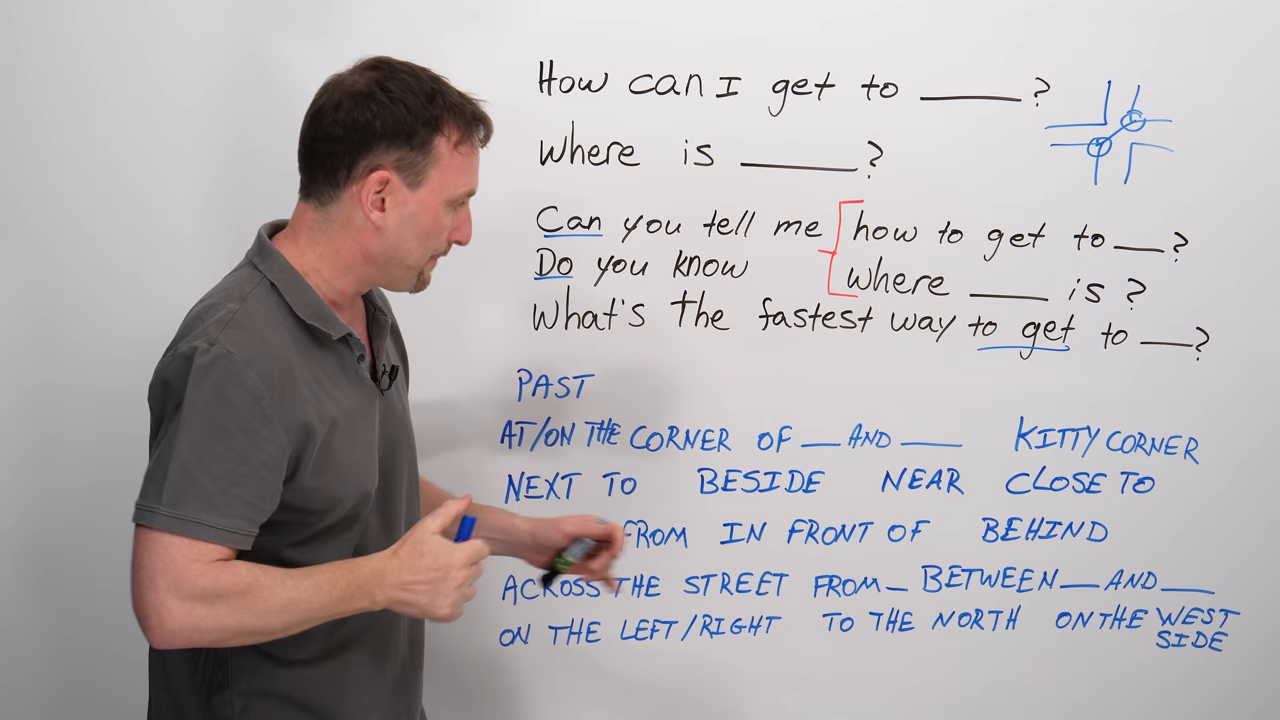 How can I get to ____?
Where is ____?
Can you tell me how to get to ___?
Do you know where ____ is?
What's the fastest way to get to ___?
PAST
AT/ON THE CORNER OF ___ AND ____ KITTY CORNER
NEXT TO BESIDE NEAR CLOSE TO
FROM IN FRONT OF BEHIND
ACROSS THE STREET FROM _ BETWEEN ___ AND ___
ON THE LEFT/RIGHT TO THE NORTH ON THE WEST SIDE